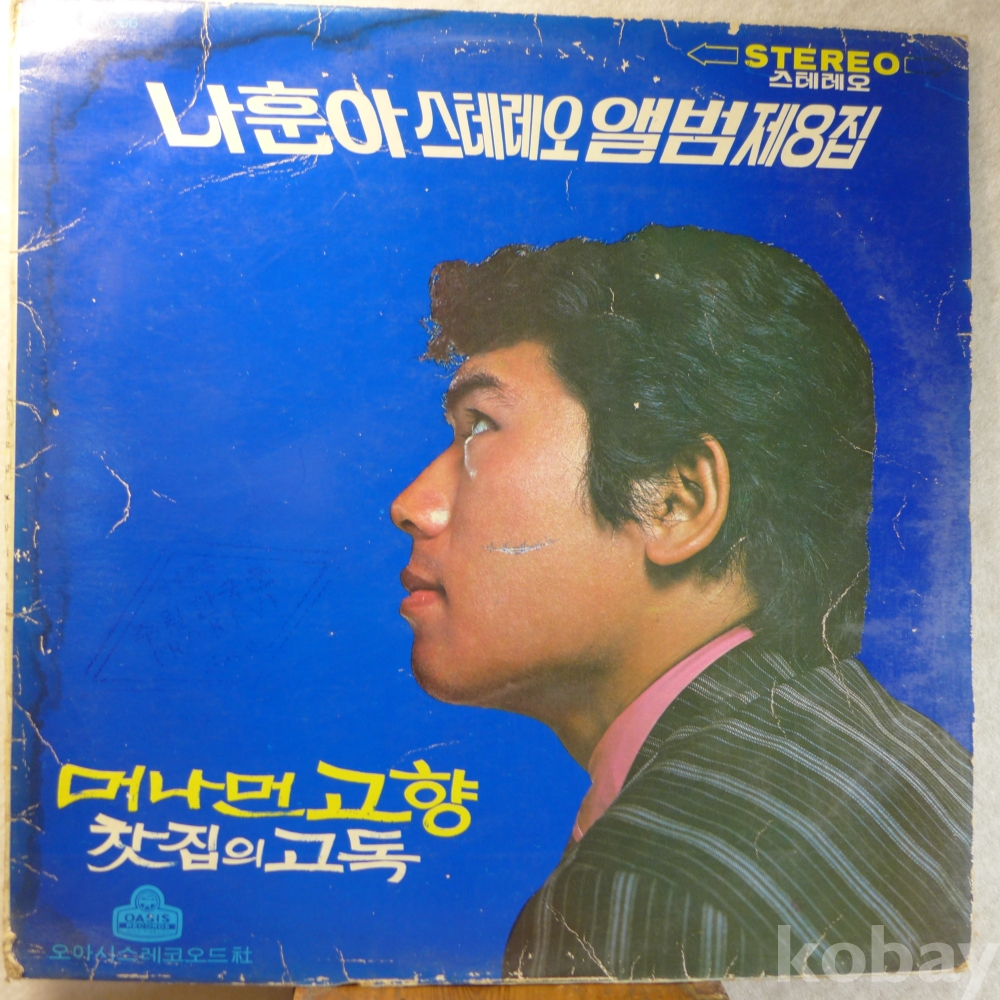 STEREO
스테레오
나훈아 스테레오 앨범 제8집
머나먼 고향
찻집의 고독
OASIS
RECORDS
오아시스레코오드社
kobay